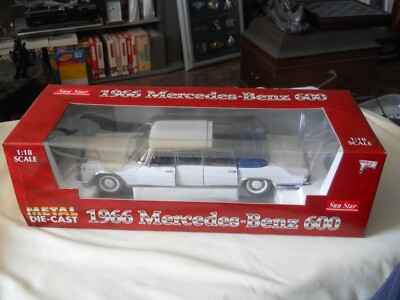 Sun Star
1966 Mercedes-Benz 600
1:18
SCALE
1:18
SCALE
METAL
DIE-CAST
1966 Mercedes-Benz 600
Sun Star